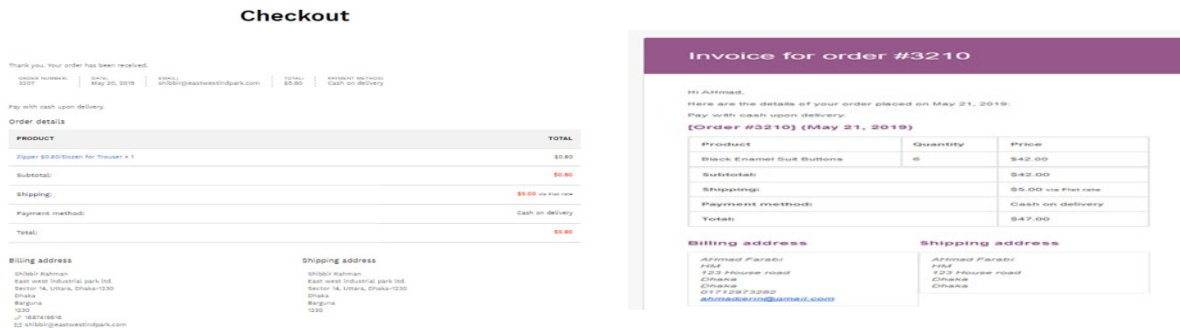 Checkout
Thank you. Your order has been received.
ORDER NUMBER: DATE: EMAIL: TOTAL: PAYMENT METHOD:
3207 May 20, 2019 shibbir@eastwestindpark.com $5.80 Cash on delivery
Pay with cash upon delivery.
Order details
PRODUCT TOTAL
Zipper $0.80/Dozen for Trouser × 1 $0.80
Subtotal: $0.80
Shipping: $5.00 via Flat rate
Payment method: Cash on delivery
Total: $5.80
Billing address Shipping address
Shibbir Rahman Shibbir Rahman
East west industrial park ltd. East west industrial park ltd.
Sector 14, Uttara, Dhaka-1230 Sector 14, Uttara, Dhaka-1230
Dhaka Dhaka
Barguna Barguna
1230 1230
shibbir@eastwestindpark.com
Invoice for order #3210
Hi AHmad,
Here are the details of your order placed on May 21, 2019:
Pay with cash upon delivery.
[Order #3210] (May 21, 2019)
Product Quantity Price
Black Enamel Suit Buttons 6 $42.00
Subtotal: $42.00
Shipping: $5.00 via Flat rate
Payment method: Cash on delivery
Total: $47.00
Billing address Shipping address
AHmad Farabi AHmad Farabi
HM HM
123 House road 123 House road
Dhaka Dhaka
Dhaka Dhaka
01712973282